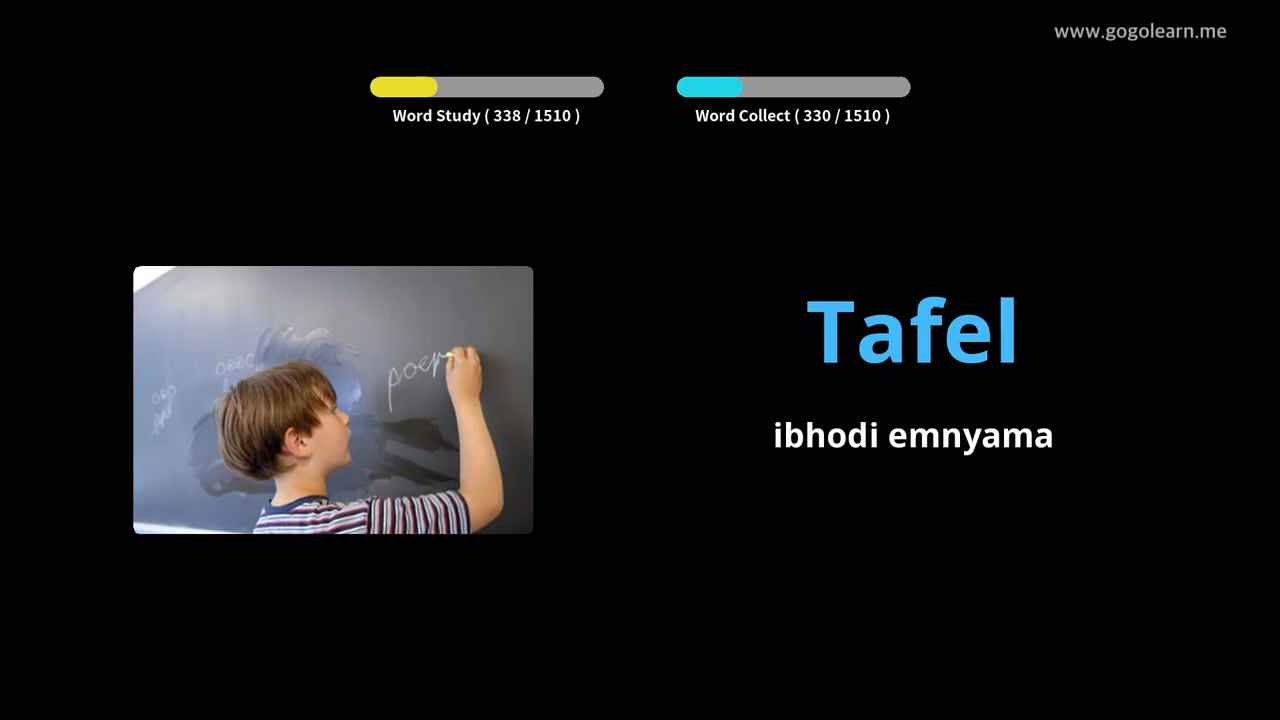 www.gogolearn.me
Word Study ( 338 / 1510 )
Word Collect ( 330 / 1510 )
Tafel
ibhodi emnyama